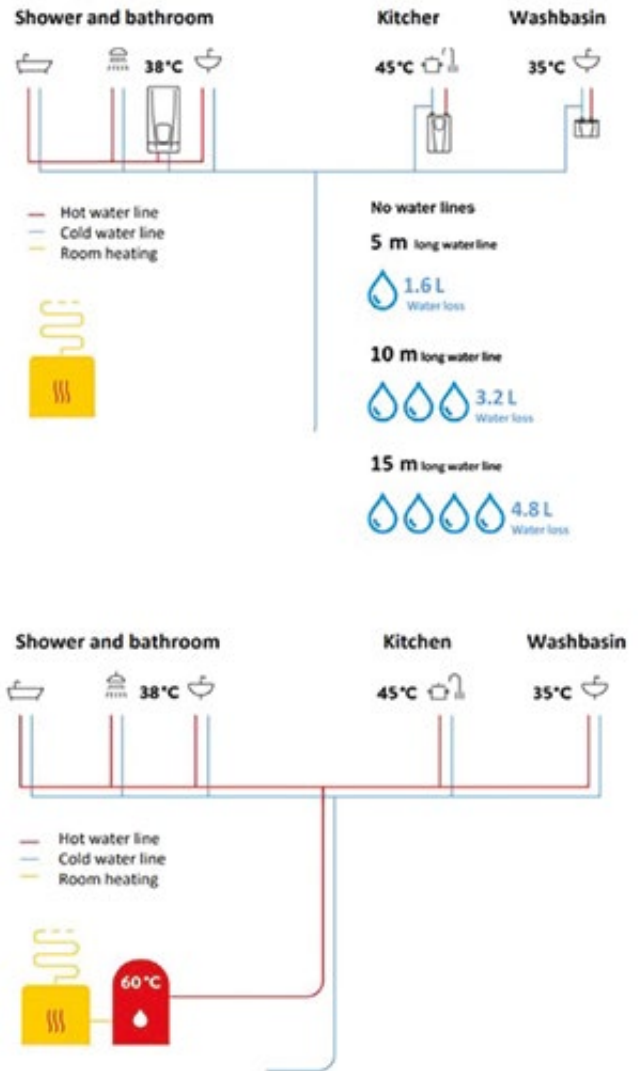 Shower and bathroom Kitcher Washbasin
38°C 45°C 35°C
Hot water line
Cold water line
Room heating
No water lines
5 m long water line
1.6 L
Water loss
10 m long water line
3.2 L
Water loss
15 m long water line
4.8 L
Water loss
Shower and bathroom Kitchen Washbasin
38°C 45°C 35°C
Hot water line
Cold water line
Room heating
60°C